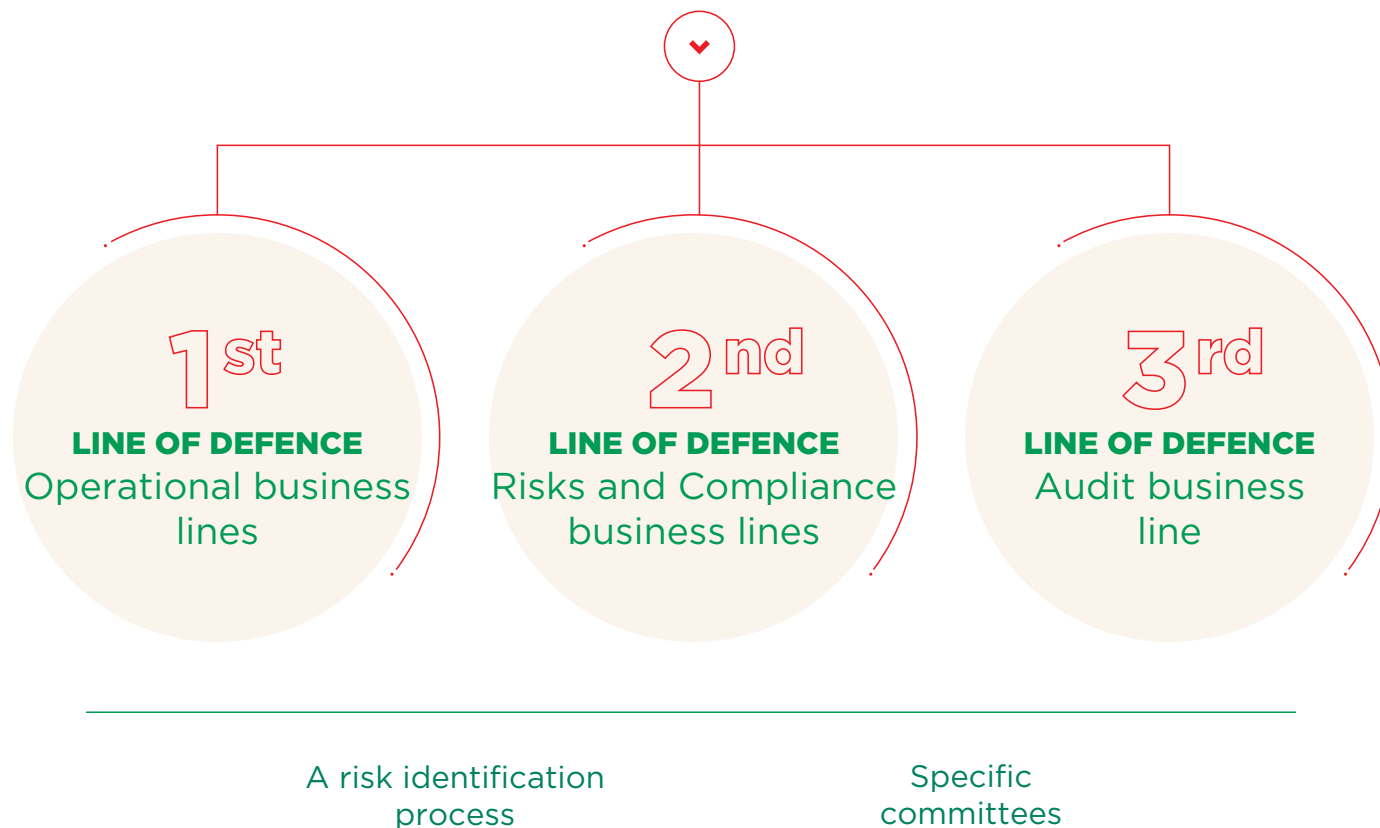 1st
LINE OF DEFENCE
Operational business
lines
2nd
LINE OF DEFENCE
Risks and Compliance
business lines
3rd
LINE OF DEFENCE
Audit business
line
A risk identification
process
Specific
committees